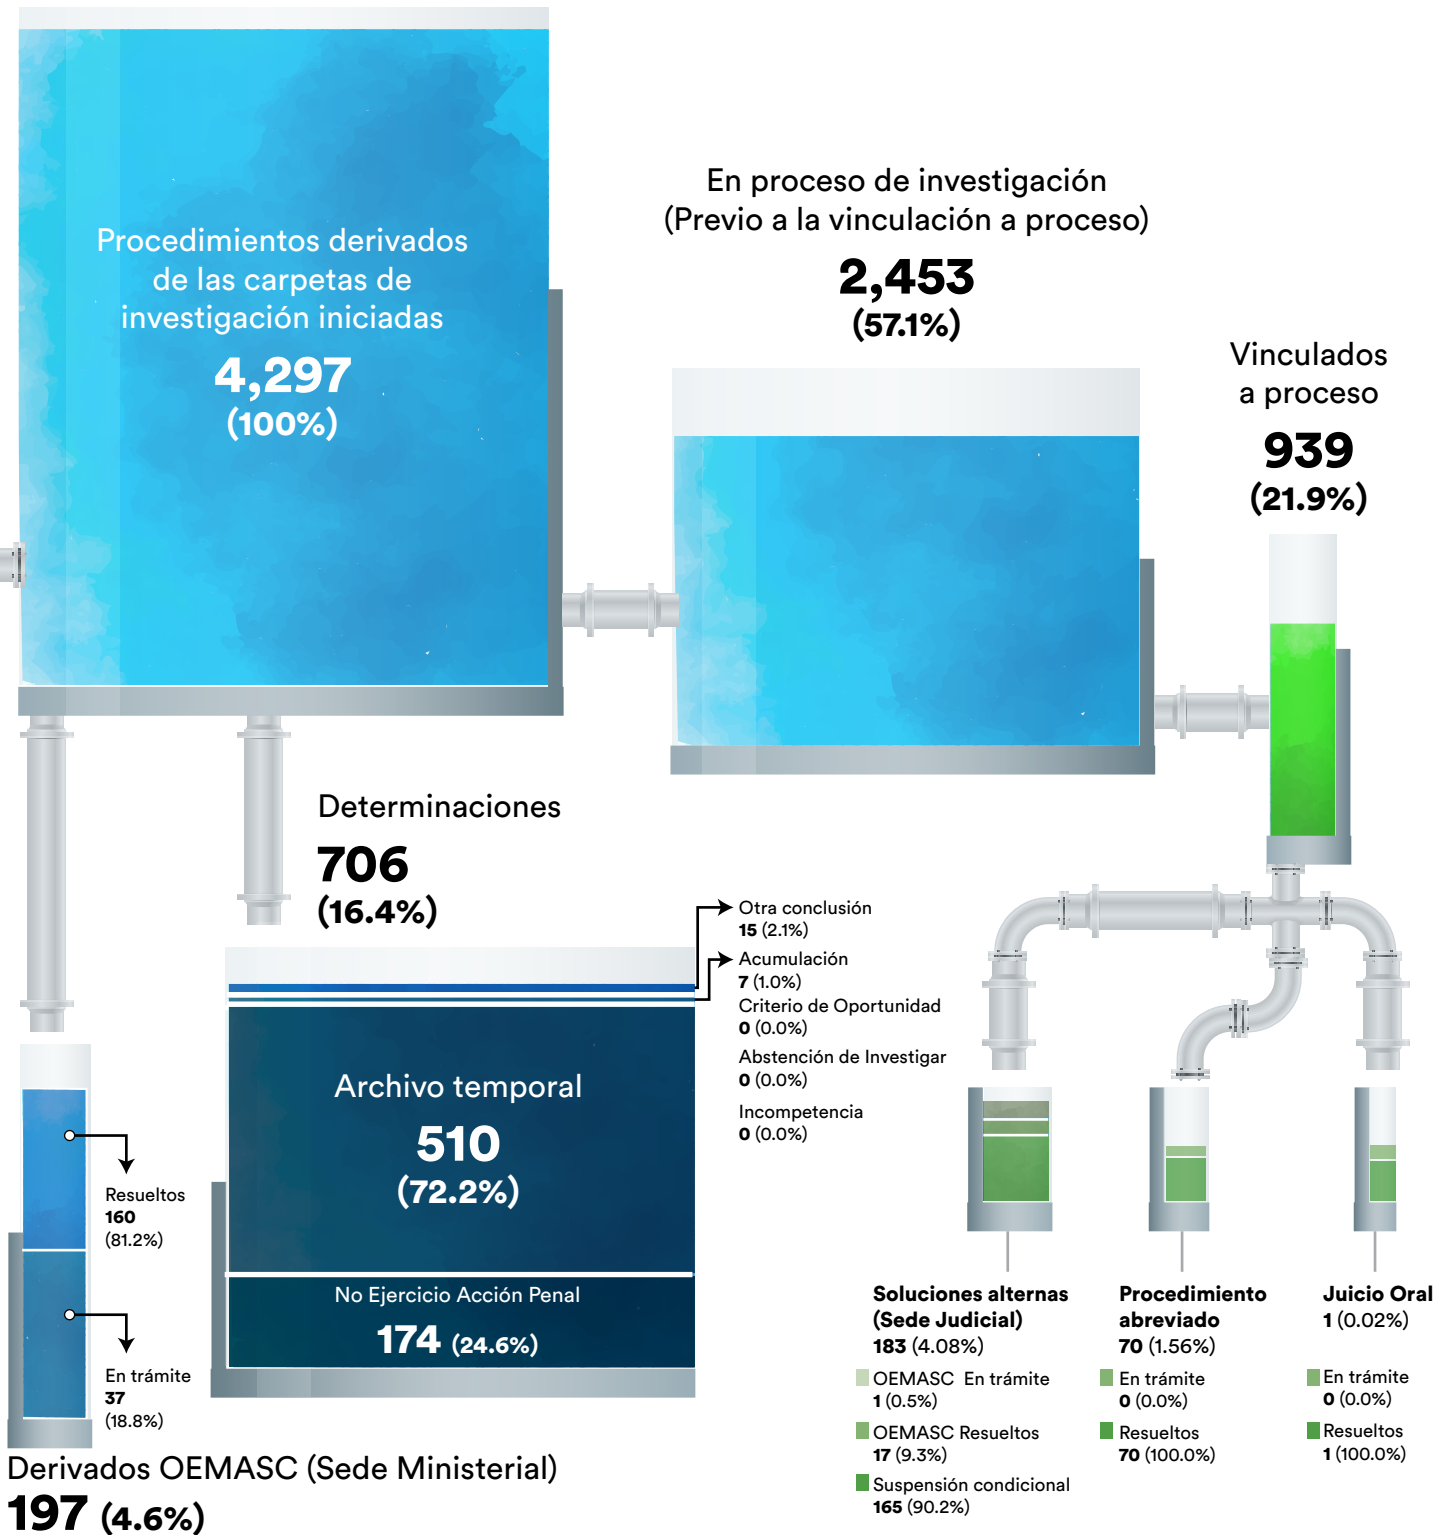 Procedimientos derivados
de las carpetas de
investigación iniciadas
4,297
(100%)
En proceso de investigación
(Previo a la vinculación a proceso)
2,453
(57.1%)
Vinculados
a proceso
939
(21.9%)
Determinaciones
706
(16.4%)
Otra conclusión
15 (2.1%)
Acumulación
7 (1.0%)
Criterio de Oportunidad
0 (0.0%)
Abstención de Investigar
0 (0.0%)
Incompetencia
0 (0.0%)
Archivo temporal
510
(72.2%)
No Ejercicio Acción Penal
174 (24.6%)
Resueltos
160
(81.2%)
En trámite
37
(18.8%)
Derivados OEMASC (Sede Ministerial)
197 (4.6%)
Soluciones alternas
(Sede Judicial)
183 (4.08%)
OEMASC En trámite
1 (0.5%)
OEMASC Resueltos
17 (9.3%)
Suspensión condicional
165 (90.2%)
Procedimiento
abreviado
70 (1.56%)
En trámite
0 (0.0%)
Resueltos
70 (100.0%)
Juicio Oral
1 (0.02%)
En trámite
0 (0.0%)
Resueltos
1 (100.0%)